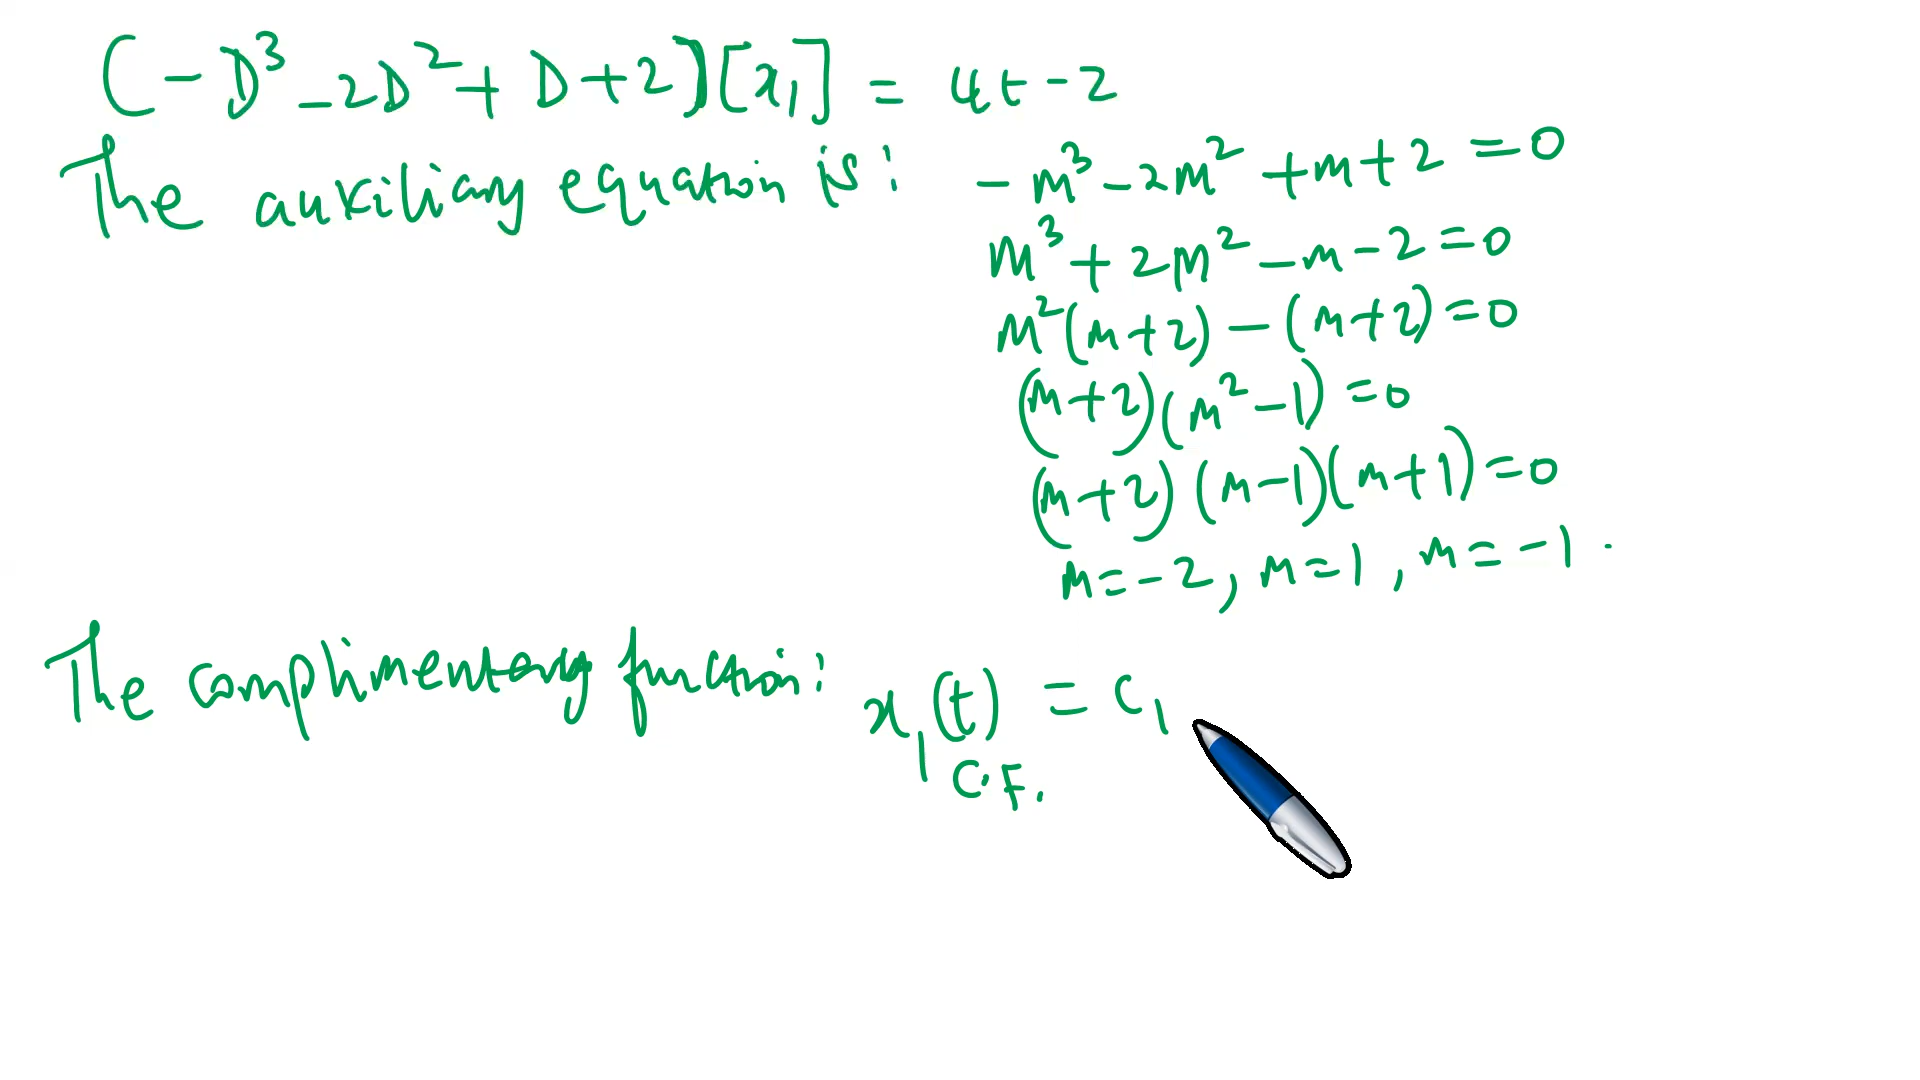 (-D³ -2D² + D + 2)[x₁] = 4t - 2
The auxiliary equation is: -m³ - 2m² + m + 2 = 0
m³ + 2m² - m - 2 = 0
m²(m+2) - (m+2) = 0
(m+2)(m² - 1) = 0
(m+2)(m-1)(m+1) = 0
m = -2, m = 1, m = -1.
The complimentary function: x₁(t) = c₁
C.F.